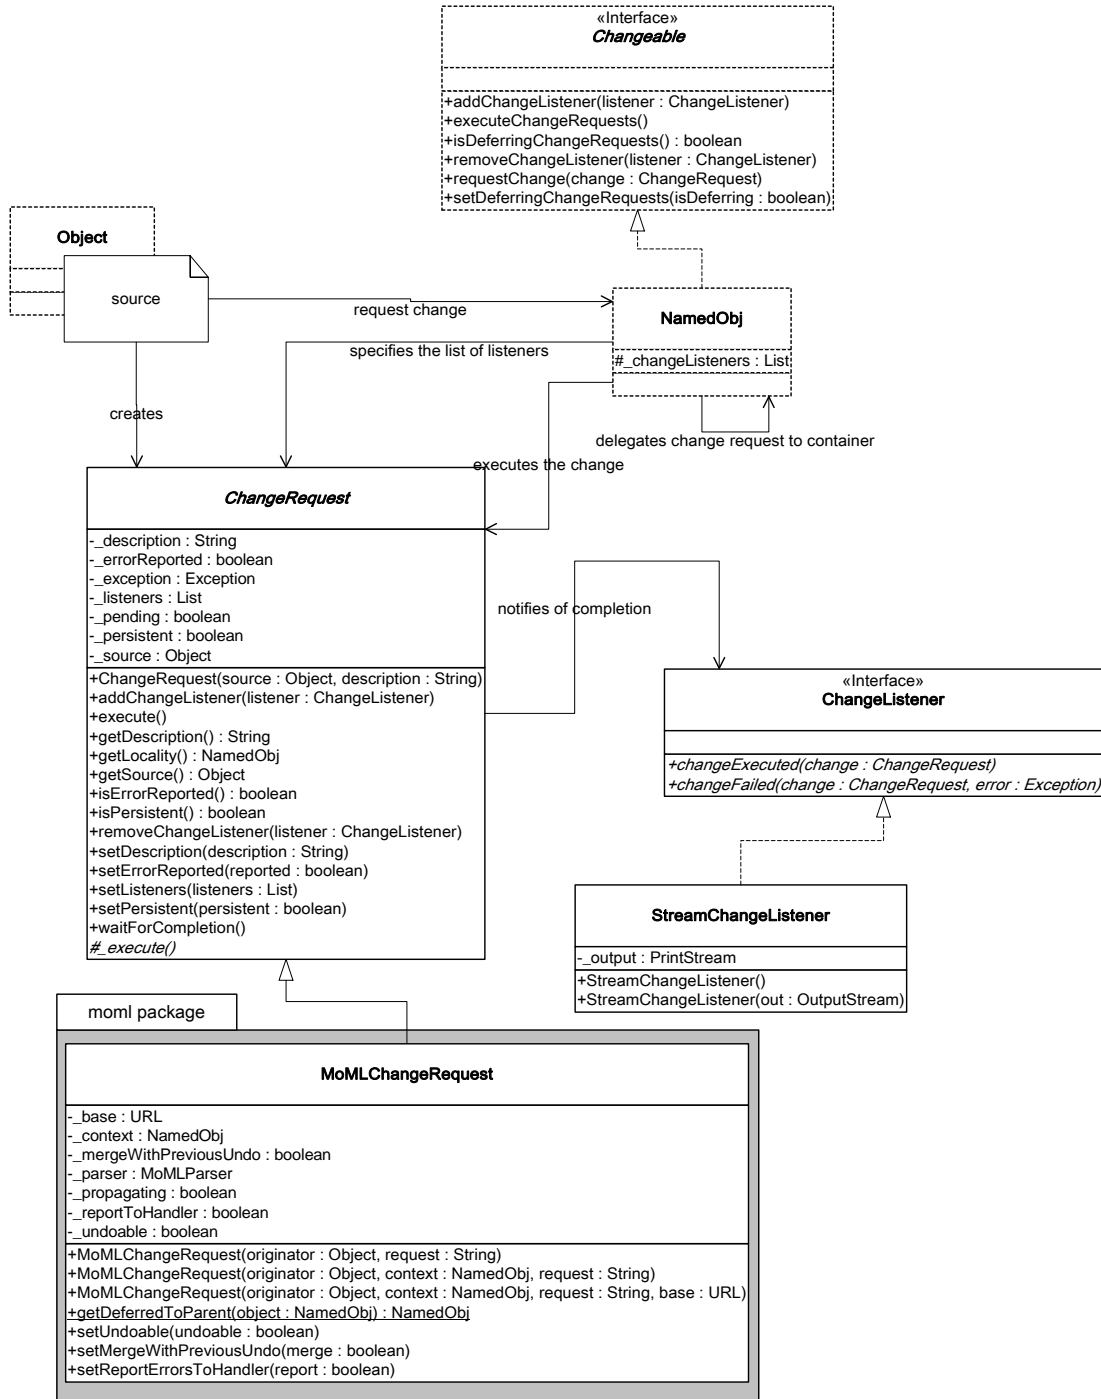 «Interface»
Changeable
+addChangeListener(listener : ChangeListener)
+executeChangeRequests()
+isDeferringChangeRequests() : boolean
+removeChangeListener(listener : ChangeListener)
+requestChange(change : ChangeRequest)
+setDeferringChangeRequests(isDeferring : boolean)
Object
source
request change
NamedObj
#_changeListeners : List
specifies the list of listeners
creates
delegates change request to container
executes the change
ChangeRequest
-_description : String
-_errorReported : boolean
-_exception : Exception
-_listeners : List
-_pending : boolean
-_persistent : boolean
-_source : Object
+ChangeRequest(source : Object, description : String)
+addChangeListener(listener : ChangeListener)
+execute()
+getDescription() : String
+getLocality() : NamedObj
+getSource() : Object
+isErrorReported() : boolean
+isPersistent() : boolean
+removeChangeListener(listener : ChangeListener)
+setDescription(description : String)
+setErrorReported(reported : boolean)
+setListeners(listeners : List)
+setPersistent(persistent : boolean)
+waitForCompletion()
#_execute()
notifies of completion
«Interface»
ChangeListener
+changeExecuted(change : ChangeRequest)
+changeFailed(change : ChangeRequest, error : Exception)
StreamChangeListener
-_output : PrintStream
+StreamChangeListener()
+StreamChangeListener(out : OutputStream)
moml package
MoMLChangeRequest
-_base : URL
-_context : NamedObj
-_mergeWithPreviousUndo : boolean
-_parser : MoMLParser
-_propagating : boolean
-_reportToHandler : boolean
-_undoable : boolean
+MoMLChangeRequest(originator : Object, request : String)
+MoMLChangeRequest(originator : Object, context : NamedObj, request : String)
+MoMLChangeRequest(originator : Object, context : NamedObj, request : String, base : URL)
+getDeferredToParent(object : NamedObj) : NamedObj
+setUndoable(undoable : boolean)
+setMergeWithPreviousUndo(merge : boolean)
+setReportErrorsToHandler(report : boolean)